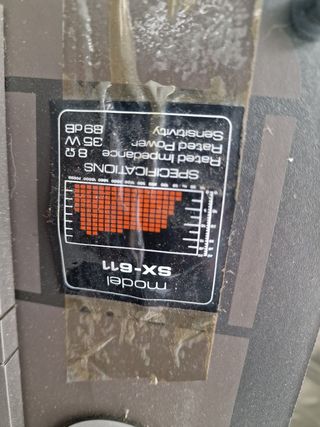 model
SX-611
SPECIFICATIONS
Rated Impedance 8 Ω
Rated Power 35 W
Sensitivity 89 dB